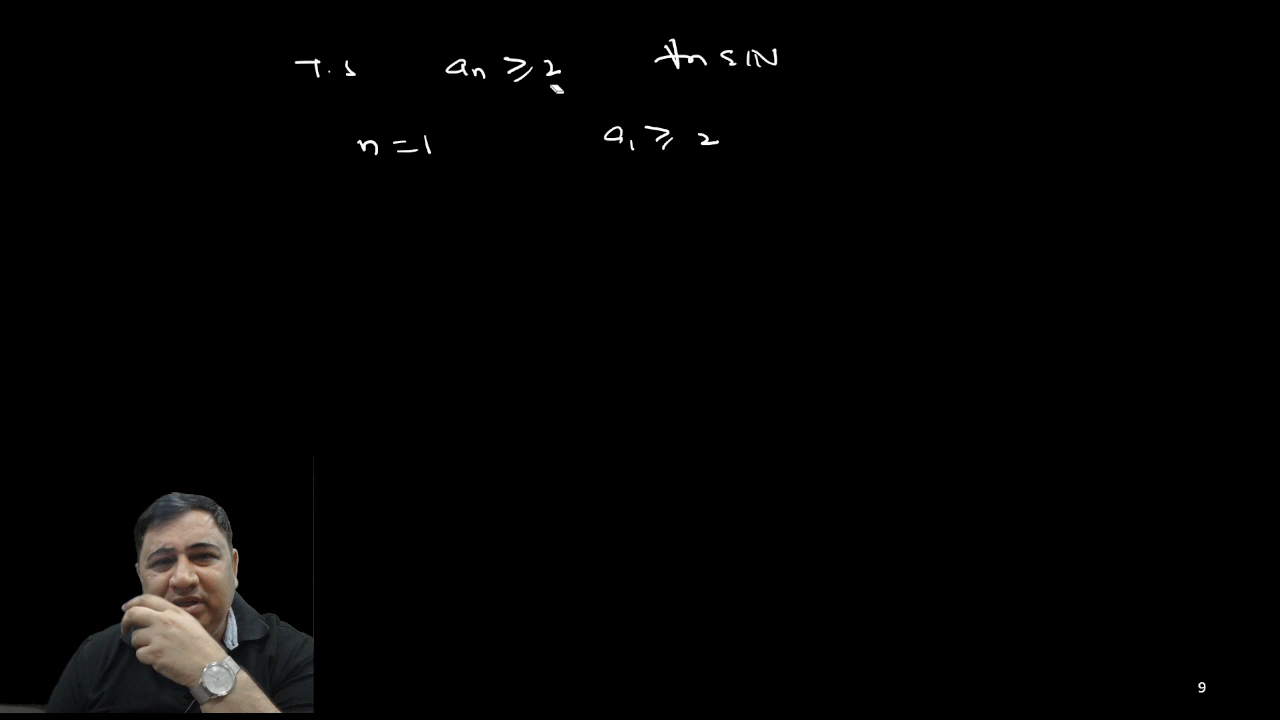 T.S aₙ ⩾ 2 ∀n ∈ ℕ
n = 1 a₁ ⩾ 2
9